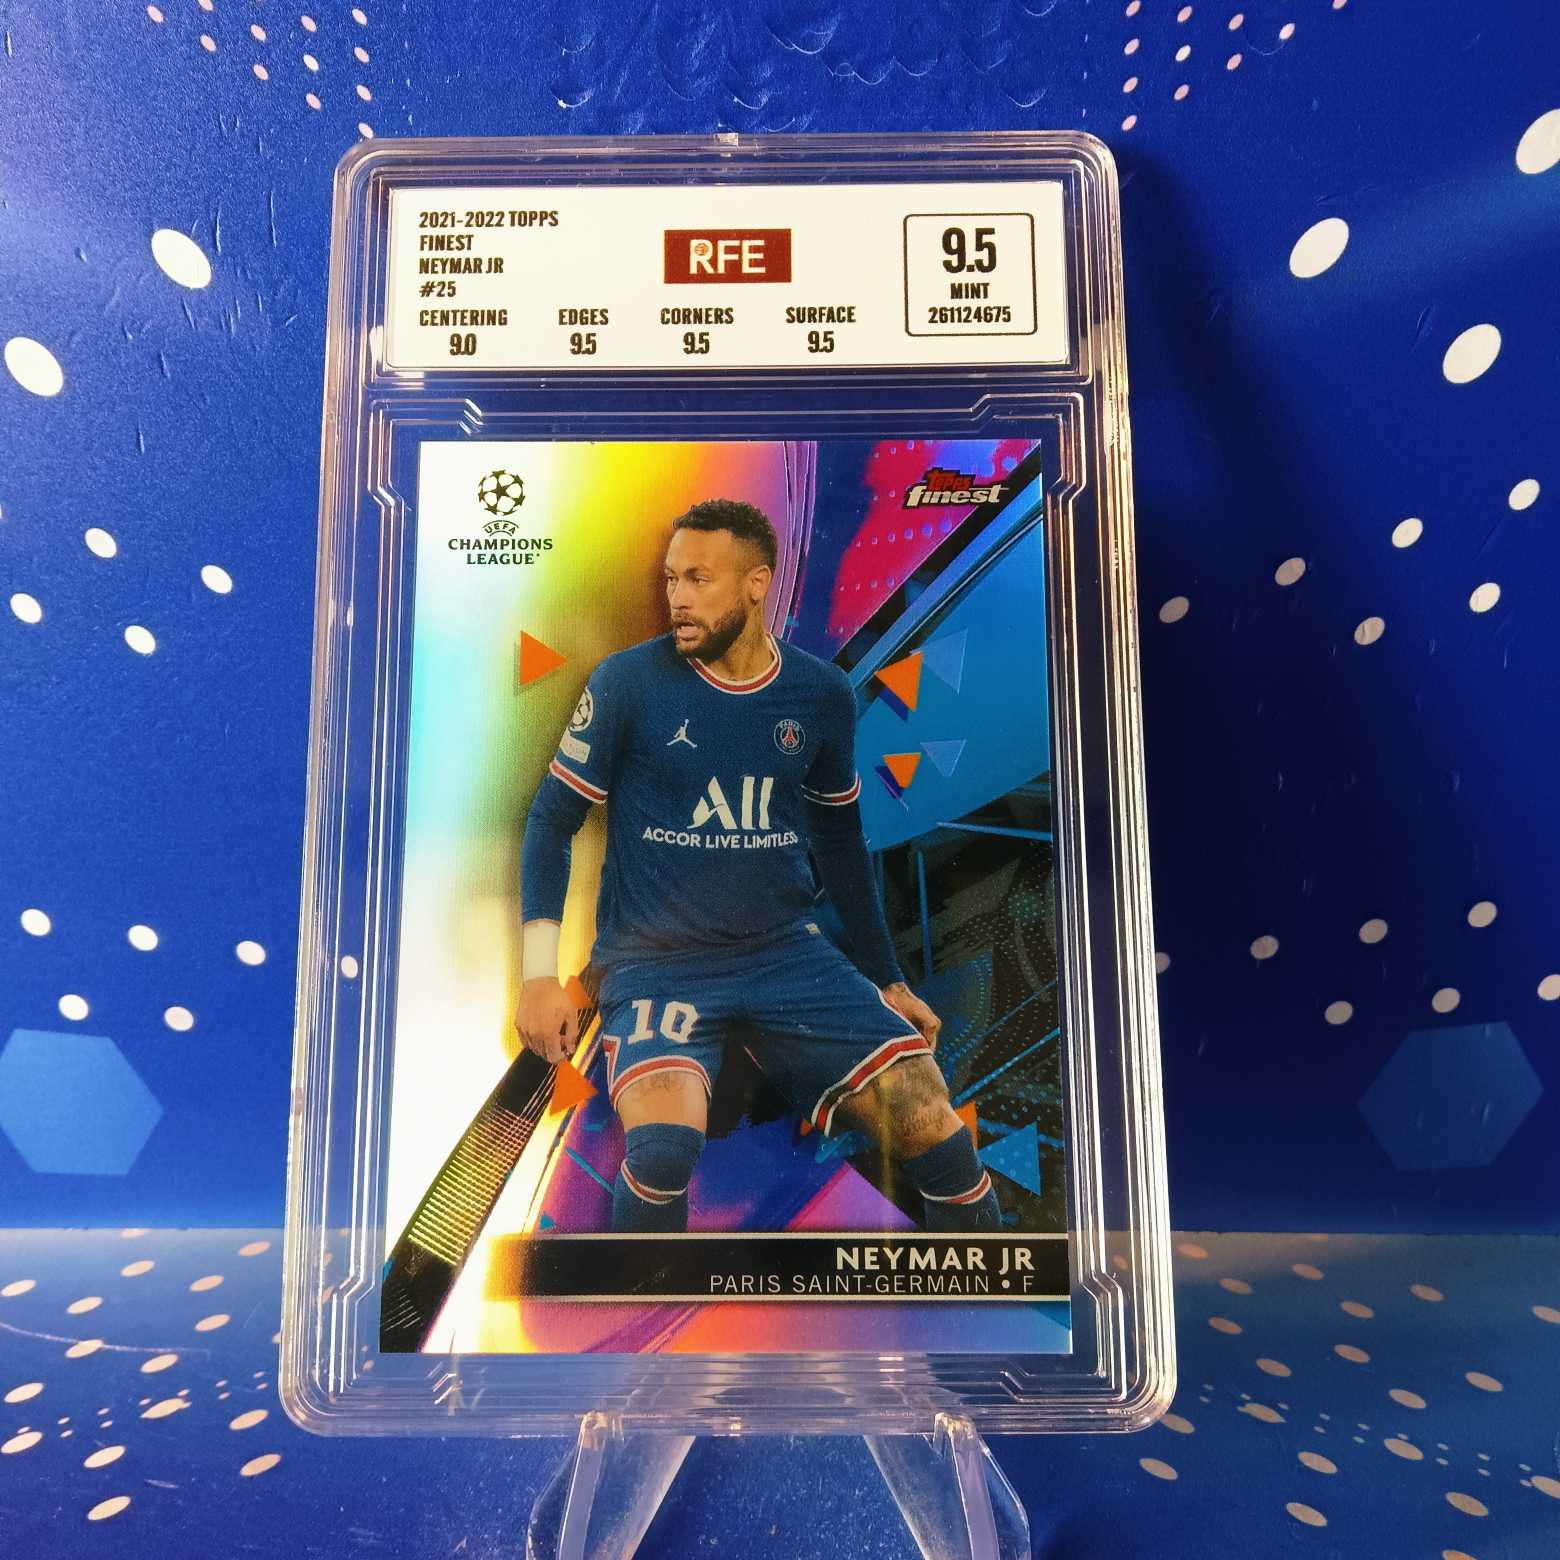 2021-2022 TOPPS
FINEST
NEYMAR JR
#25
RFE
CENTERING EDGES CORNERS SURFACE
9.0 9.5 9.5 9.5
9.5
MINT
261124675
UEFA
CHAMPIONS
LEAGUE
TOPPS
finest
PARIS
All
ACCOR LIVE LIMITLESS
10
NEYMAR JR
PARIS SAINT-GERMAIN • F